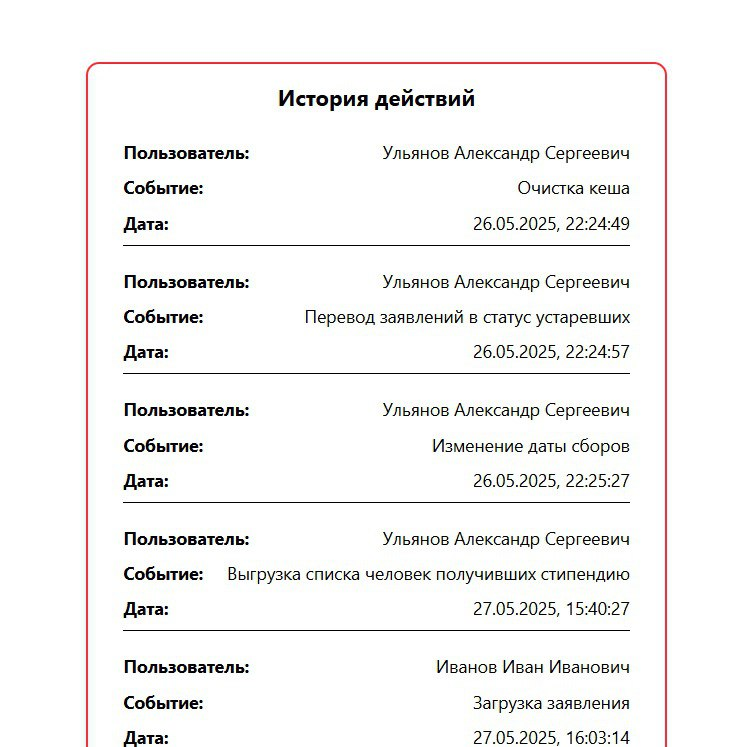 История действий
Пользователь: Ульянов Александр Сергеевич
Событие: Очистка кеша
Дата: 26.05.2025, 22:24:49
Пользователь: Ульянов Александр Сергеевич
Событие: Перевод заявлений в статус устаревших
Дата: 26.05.2025, 22:24:57
Пользователь: Ульянов Александр Сергеевич
Событие: Изменение даты сборов
Дата: 26.05.2025, 22:25:27
Пользователь: Ульянов Александр Сергеевич
Событие: Выгрузка списка человек получивших стипендию
Дата: 27.05.2025, 15:40:27
Пользователь: Иванов Иван Иванович
Событие: Загрузка заявления
Дата: 27.05.2025, 16:03:14